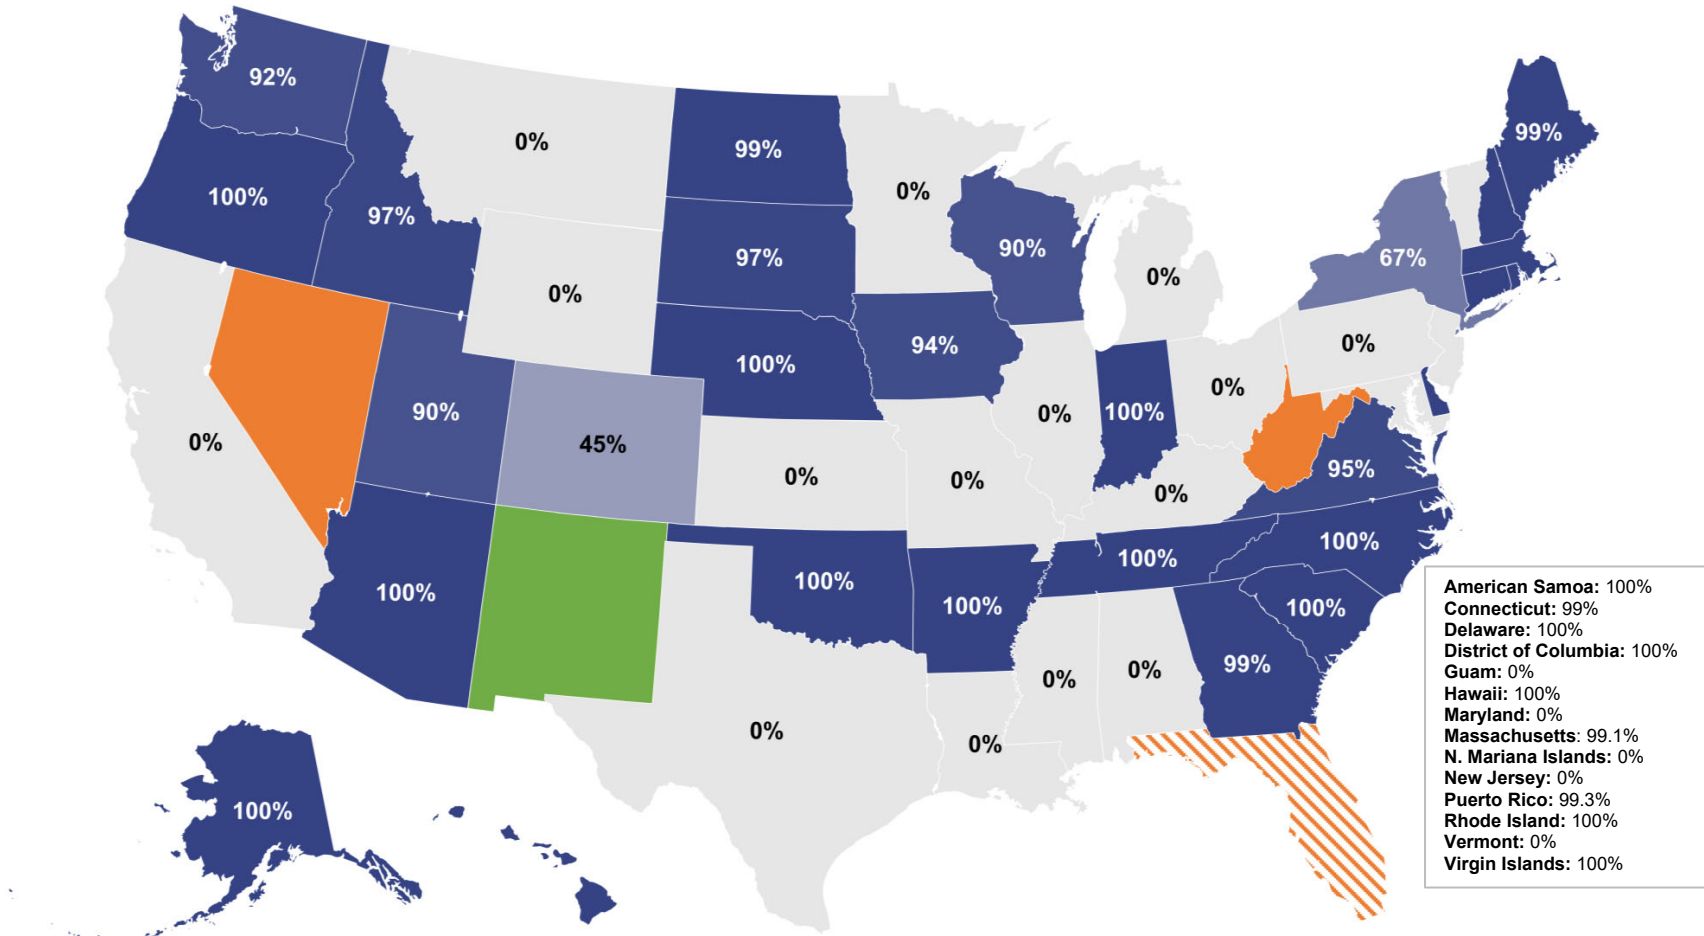 92%
99%
0%
99%
100%
0%
97%
67%
97%
90%
0%
0%
0%
94%
0%
100%
0%
90%
0%
100%
0%
45%
95%
0%
0%
0%
100%
100%
100%
100%
100%
100%
99%
0%
0%
0%
0%
100%
American Samoa: 100%
Connecticut: 99%
Delaware: 100%
District of Columbia: 100%
Guam: 0%
Hawaii: 100%
Maryland: 0%
Massachusetts: 99.1%
N. Mariana Islands: 0%
New Jersey: 0%
Puerto Rico: 99.3%
Rhode Island: 100%
Vermont: 0%
Virgin Islands: 100%